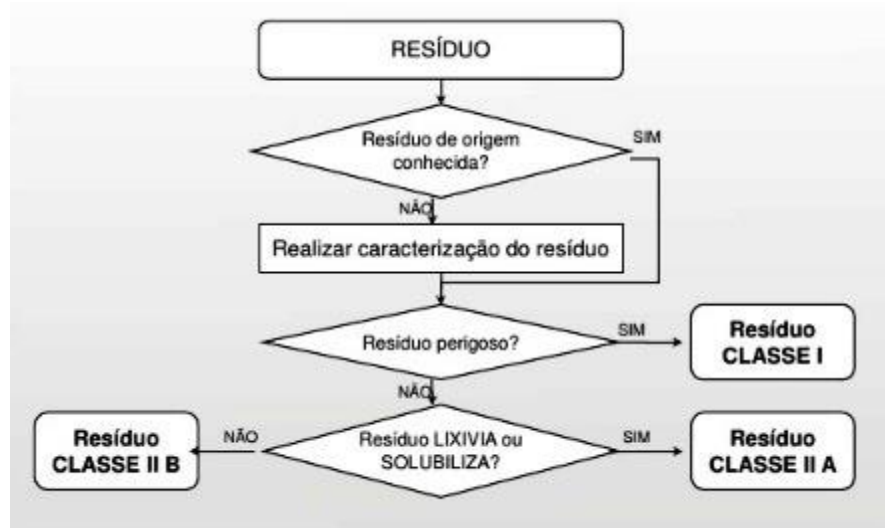 RESÍDUO
Resíduo de origem
conhecida?
SIM
NÃO
Realizar caracterização do resíduo
Resíduo perigoso?
SIM
Resíduo
CLASSE I
NÃO
Resíduo
CLASSE II B
NÃO
Resíduo LIXIVIA ou
SOLUBILIZA?
SIM
Resíduo
CLASSE II A